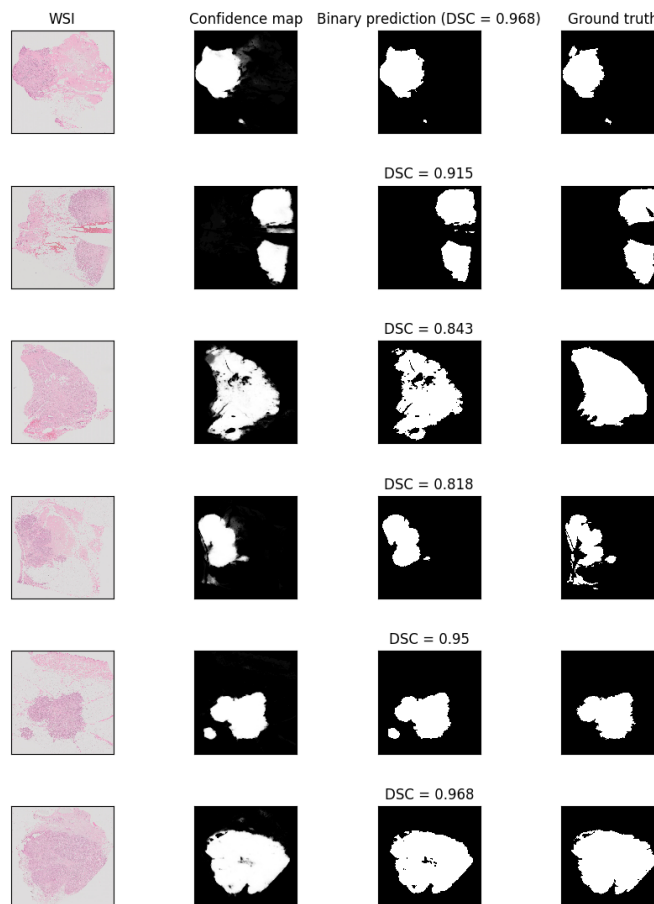 WSI Confidence map Binary prediction (DSC = 0.968) Ground truth
DSC = 0.915
DSC = 0.843
DSC = 0.818
DSC = 0.95
DSC = 0.968